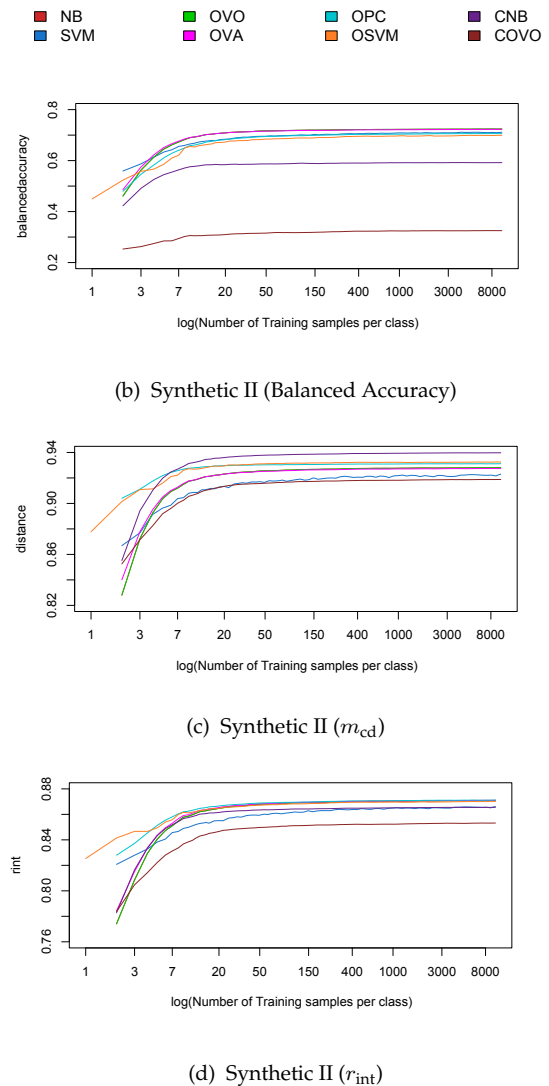 NB OVO OPC CNB
SVM OVA OSVM COVO
balancedaccuracy
0.8
0.6
0.4
0.2
1 3 7 20 50 150 400 1000 3000 8000
log(Number of Training samples per class)
(b) Synthetic II (Balanced Accuracy)
distance
0.94
0.90
0.86
0.82
1 3 7 20 50 150 400 1000 3000 8000
log(Number of Training samples per class)
(c) Synthetic II (m_cd)
rint
0.88
0.84
0.80
0.76
1 3 7 20 50 150 400 1000 3000 8000
log(Number of Training samples per class)
(d) Synthetic II (r_int)